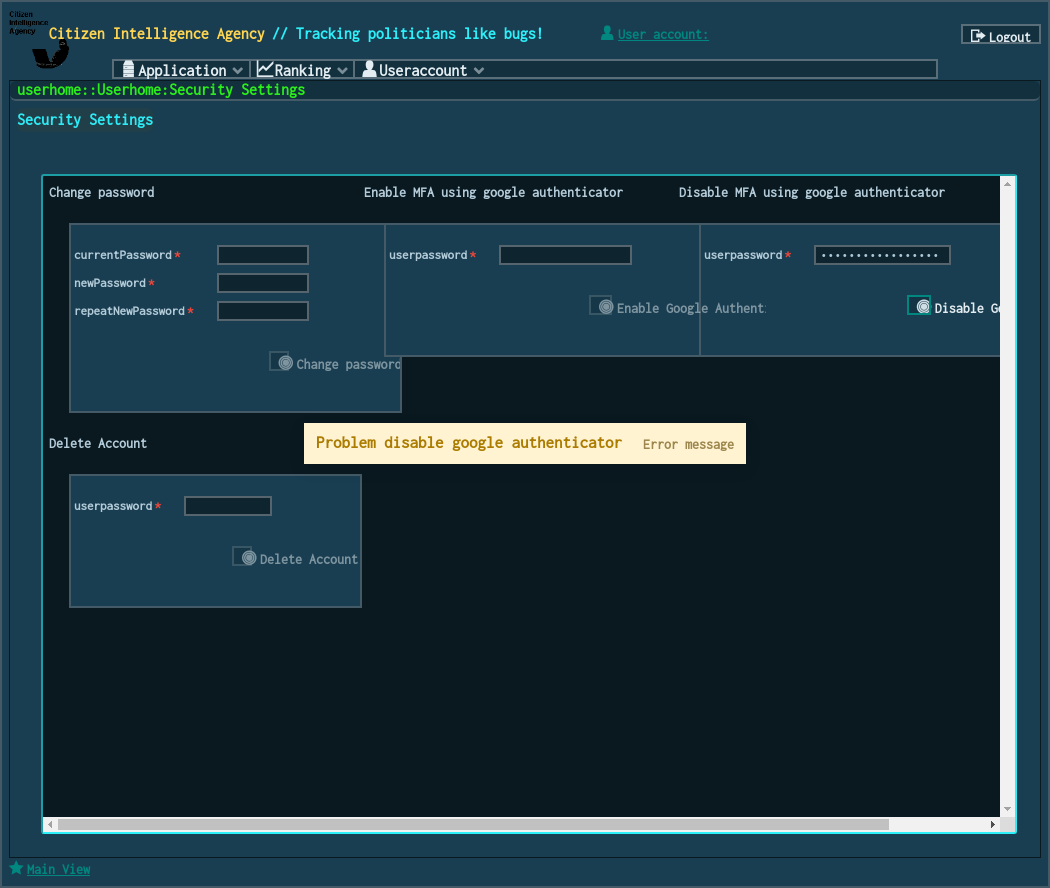 Citizen
Intelligence
Agency
Citizen Intelligence Agency // Tracking politicians like bugs!
User account:
Logout
Application
Ranking
Useraccount
userhome::Userhome:Security Settings
Security Settings
Change password
Enable MFA using google authenticator
Disable MFA using google authenticator
currentPassword*
newPassword*
repeatNewPassword*
Change password
userpassword*
Enable Google Authent
userpassword*
Disable Go
Problem disable google authenticator Error message
Delete Account
userpassword*
Delete Account
Main View